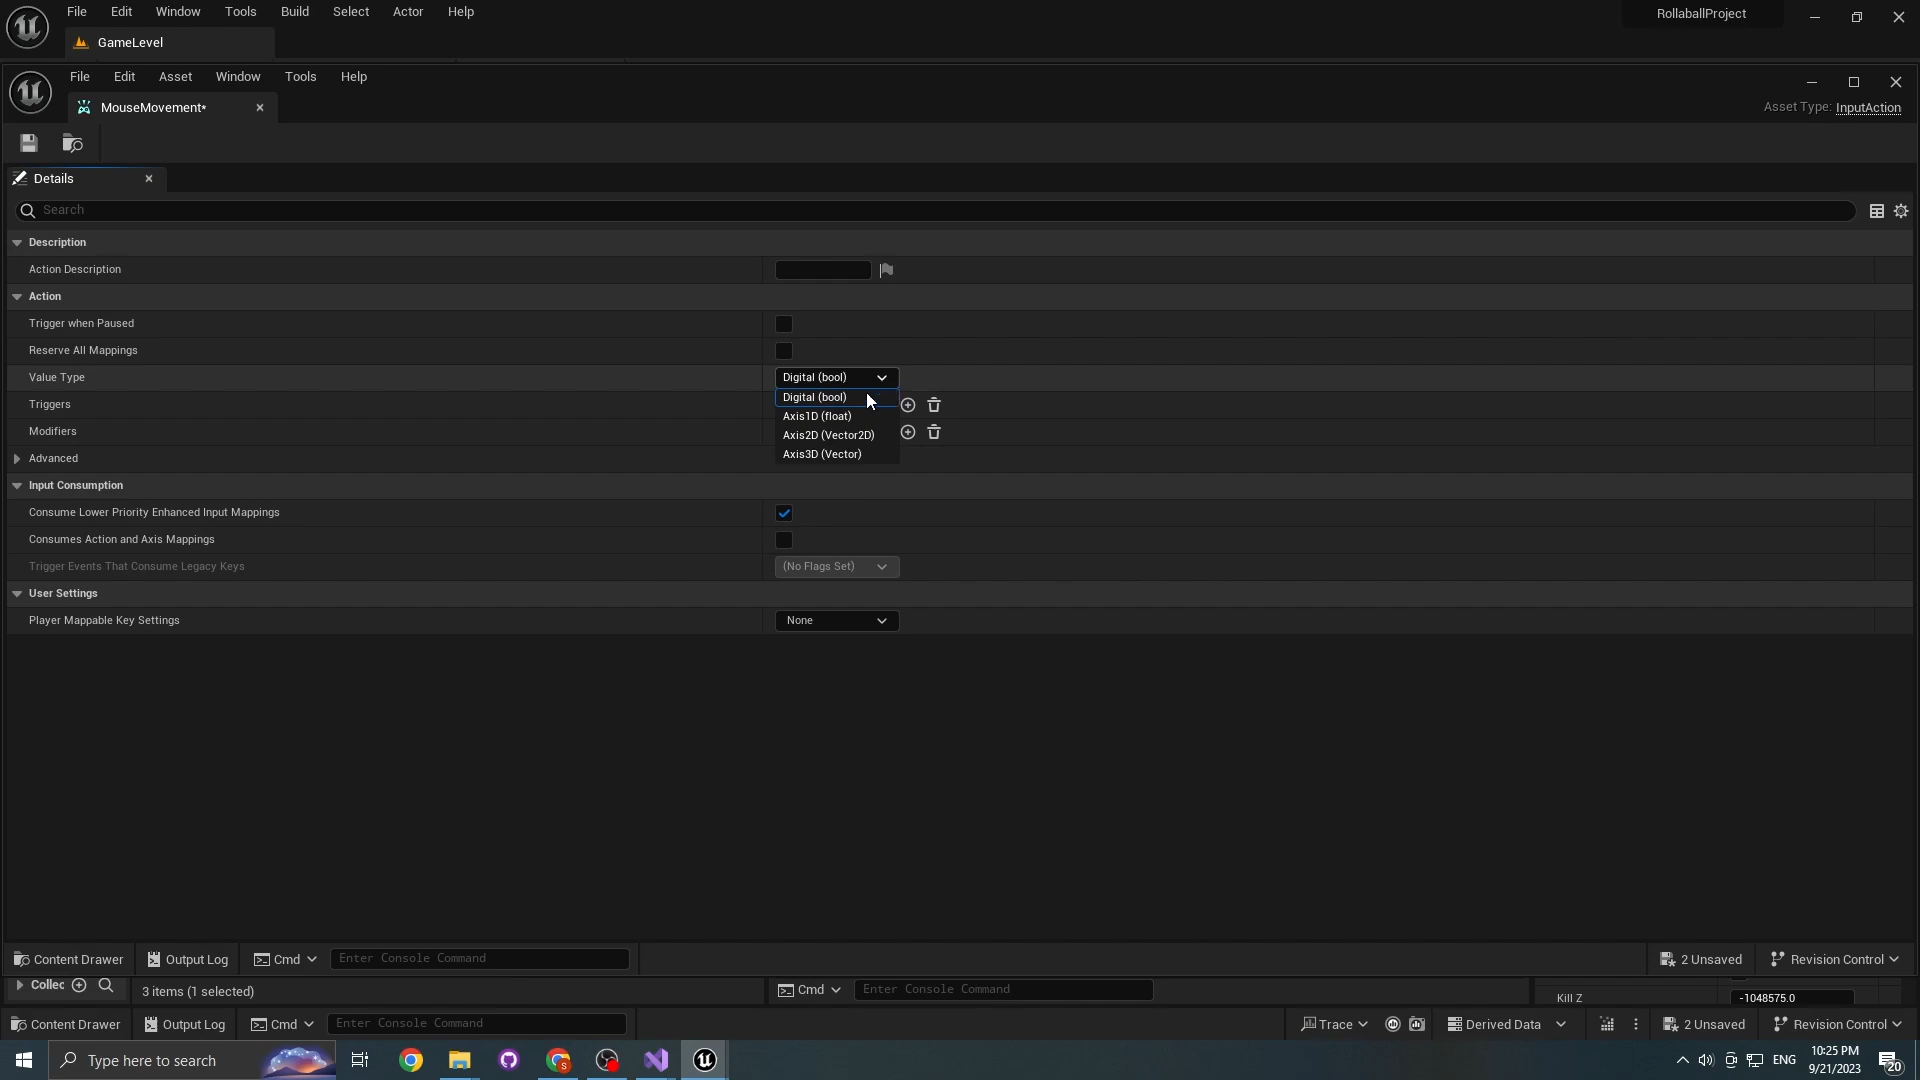 File Edit Window Tools Build Select Actor Help
RollaballProject
GameLevel
File Edit Asset Window Tools Help
MouseMovement*
Asset Type: InputAction
Details
Search
Description
Action Description
Action
Trigger when Paused
Reserve All Mappings
Value Type Digital (bool)
Digital (bool)
Triggers
Axis1D (float)
Modifiers
Axis2D (Vector2D)
Advanced
Axis3D (Vector)
Input Consumption
Consume Lower Priority Enhanced Input Mappings
Consumes Action and Axis Mappings
Trigger Events That Consume Legacy Keys (No Flags Set)
User Settings
Player Mappable Key Settings None
Content Drawer Output Log Cmd Enter Console Command 2 Unsaved Revision Control
Collec 3 items (1 selected) Cmd Enter Console Command Kill Z -1048575.0
Content Drawer Output Log Cmd Enter Console Command Trace Derived Data 2 Unsaved Revision Control
Type here to search ENG 10:25 PM
9/21/2023 20